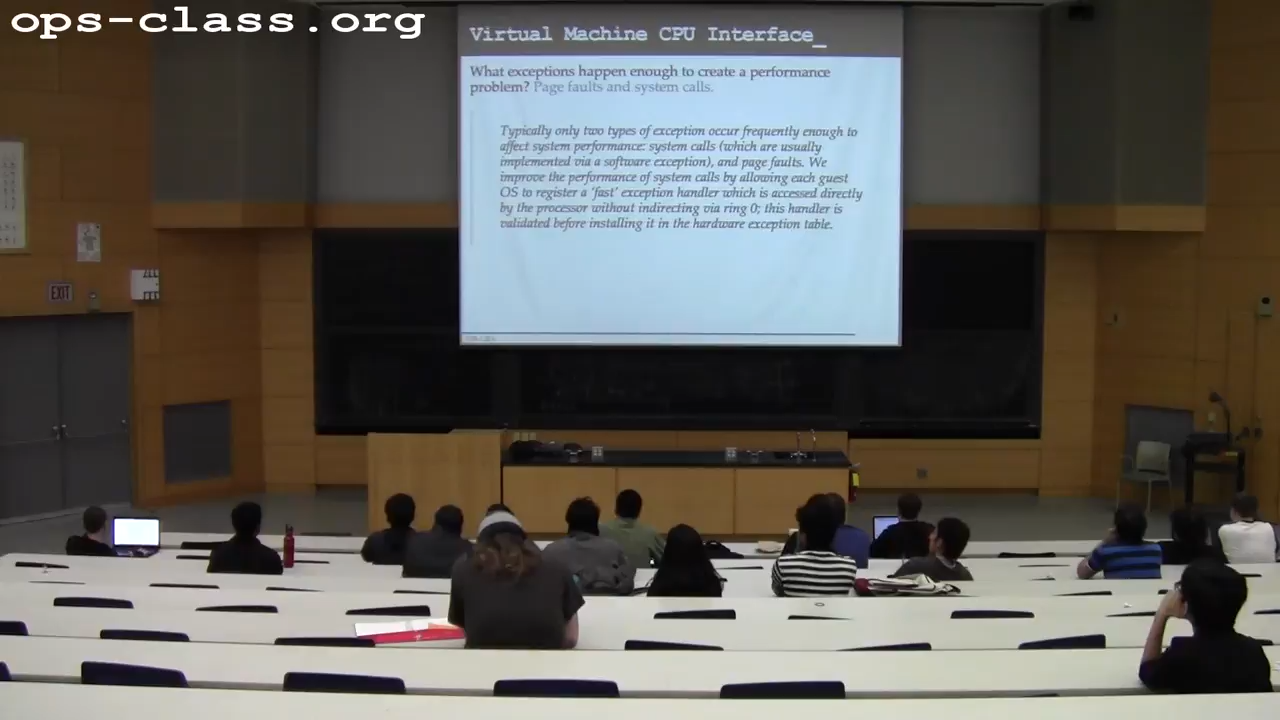 ops-class.org
Virtual Machine CPU Interface_
What exceptions happen enough to create a performance
problem? Page faults and system calls.
Typically only two types of exception occur frequently enough to
affect system performance: system calls (which are usually
implemented via a software exception), and page faults. We
improve the performance of system calls by allowing each guest
OS to register a ‘fast’ exception handler which is accessed directly
by the processor without indirecting via ring 0; this handler is
validated before installing it in the hardware exception table.
EXIT